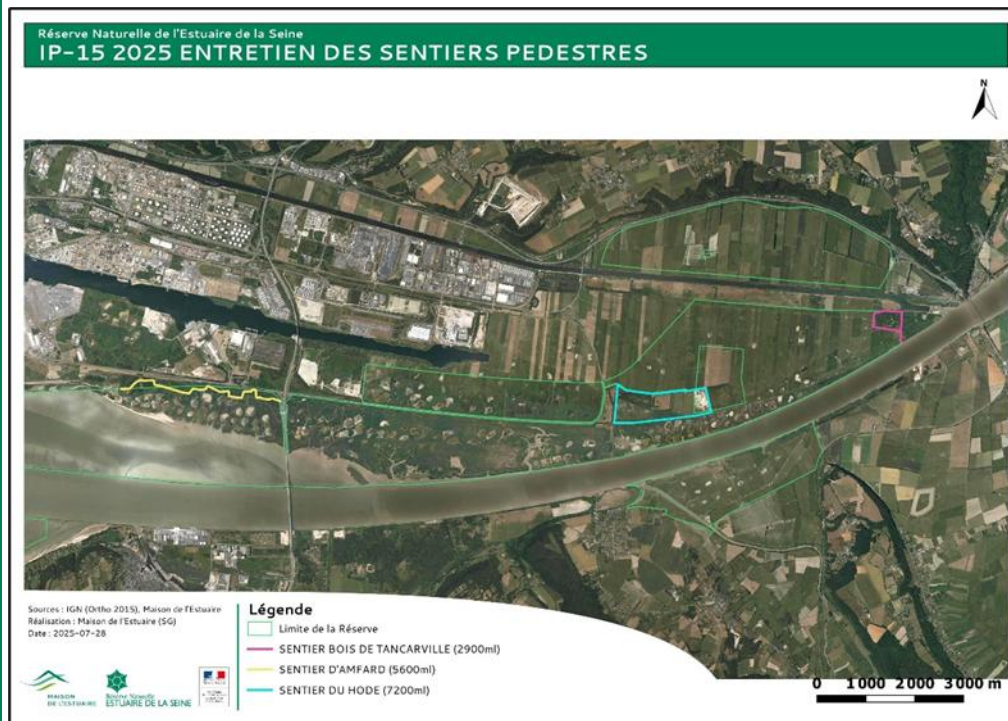 Réserve Naturelle de l'Estuaire de la Seine
IP-15 2025 ENTRETIEN DES SENTIERS PEDESTRES
N
Sources : IGN (Ortho 2015), Maison de l'Estuaire
Réalisation : Maison de l'Estuaire (SG)
Date : 2025-07-28
Légende
Limite de la Réserve
SENTIER BOIS DE TANCARVILLE (2900ml)
SENTIER D'AMFARD (5600ml)
SENTIER DU HODE (7200ml)
MAISON
DE L'ESTUAIRE
Réserve Naturelle
ESTUAIRE DE LA SEINE
0 1000 2000 3000 m